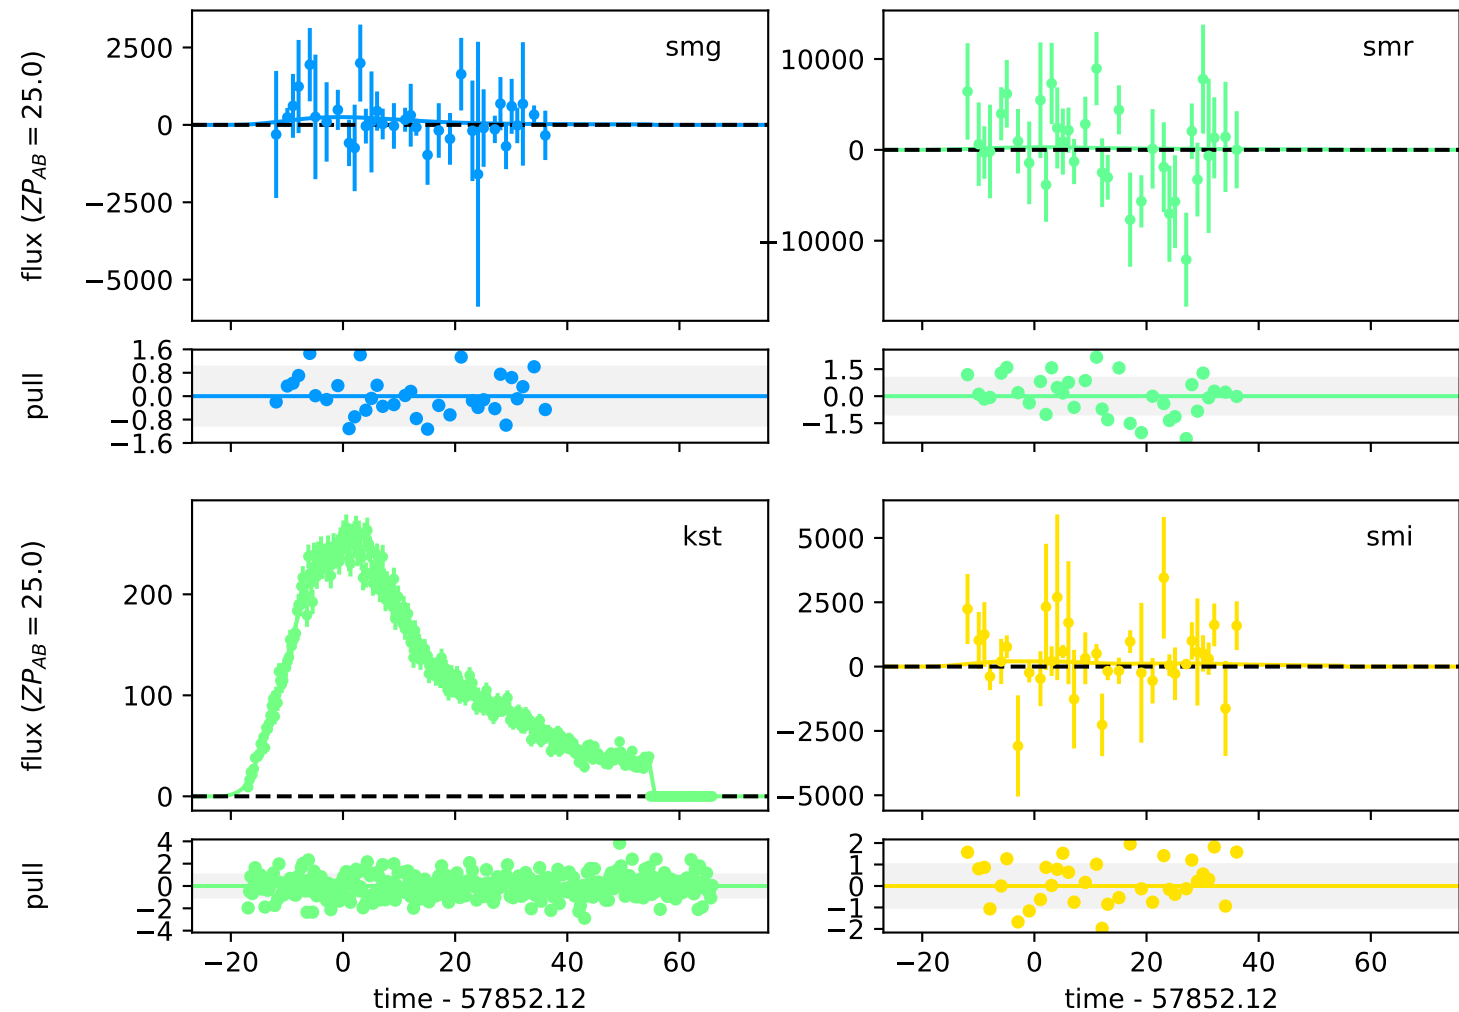 smg
flux (ZP_AB = 25.0)
2500
0
−2500
−5000
smr
10000
0
−10000
pull
1.6
0.8
0.0
−0.8
−1.6
1.5
0.0
−1.5
kst
flux (ZP_AB = 25.0)
200
100
0
smi
5000
2500
0
−2500
−5000
pull
4
2
0
−2
−4
2
1
0
−1
−2
−20 0 20 40 60
−20 0 20 40 60
time - 57852.12
time - 57852.12